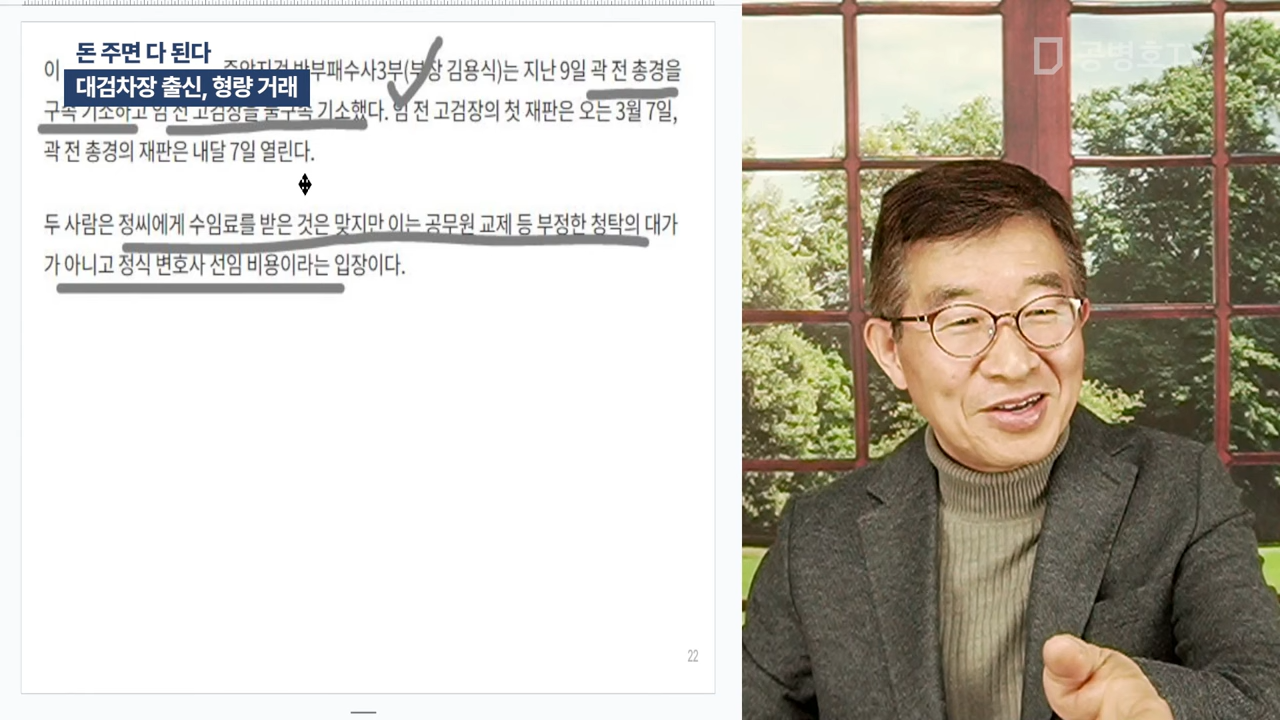 돈 주면 다 된다
대검차장 출신, 형량 거래
이 중앙지검 반부패수사3부(부장 김용식)는 지난 9일 곽 전 총경을
구속 기소하고 임 전 고검장을 불구속 기소했다. 임 전 고검장의 첫 재판은 오는 3월 7일,
곽 전 총경의 재판은 내달 7일 열린다.
두 사람은 정씨에게 수임료를 받은 것은 맞지만 이는 공무원 교제 등 부정한 청탁의 대가
가 아니고 정식 변호사 선임 비용이라는 입장이다.
22
공병호TV